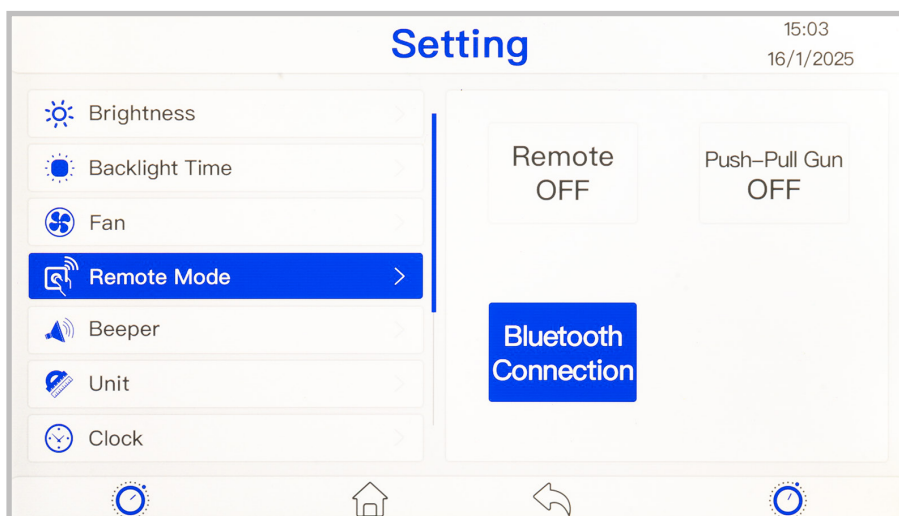 Setting
15:03
16/1/2025
Brightness
Backlight Time
Fan
Remote Mode
Beeper
Unit
Clock
Remote
OFF
Push-Pull Gun
OFF
Bluetooth
Connection